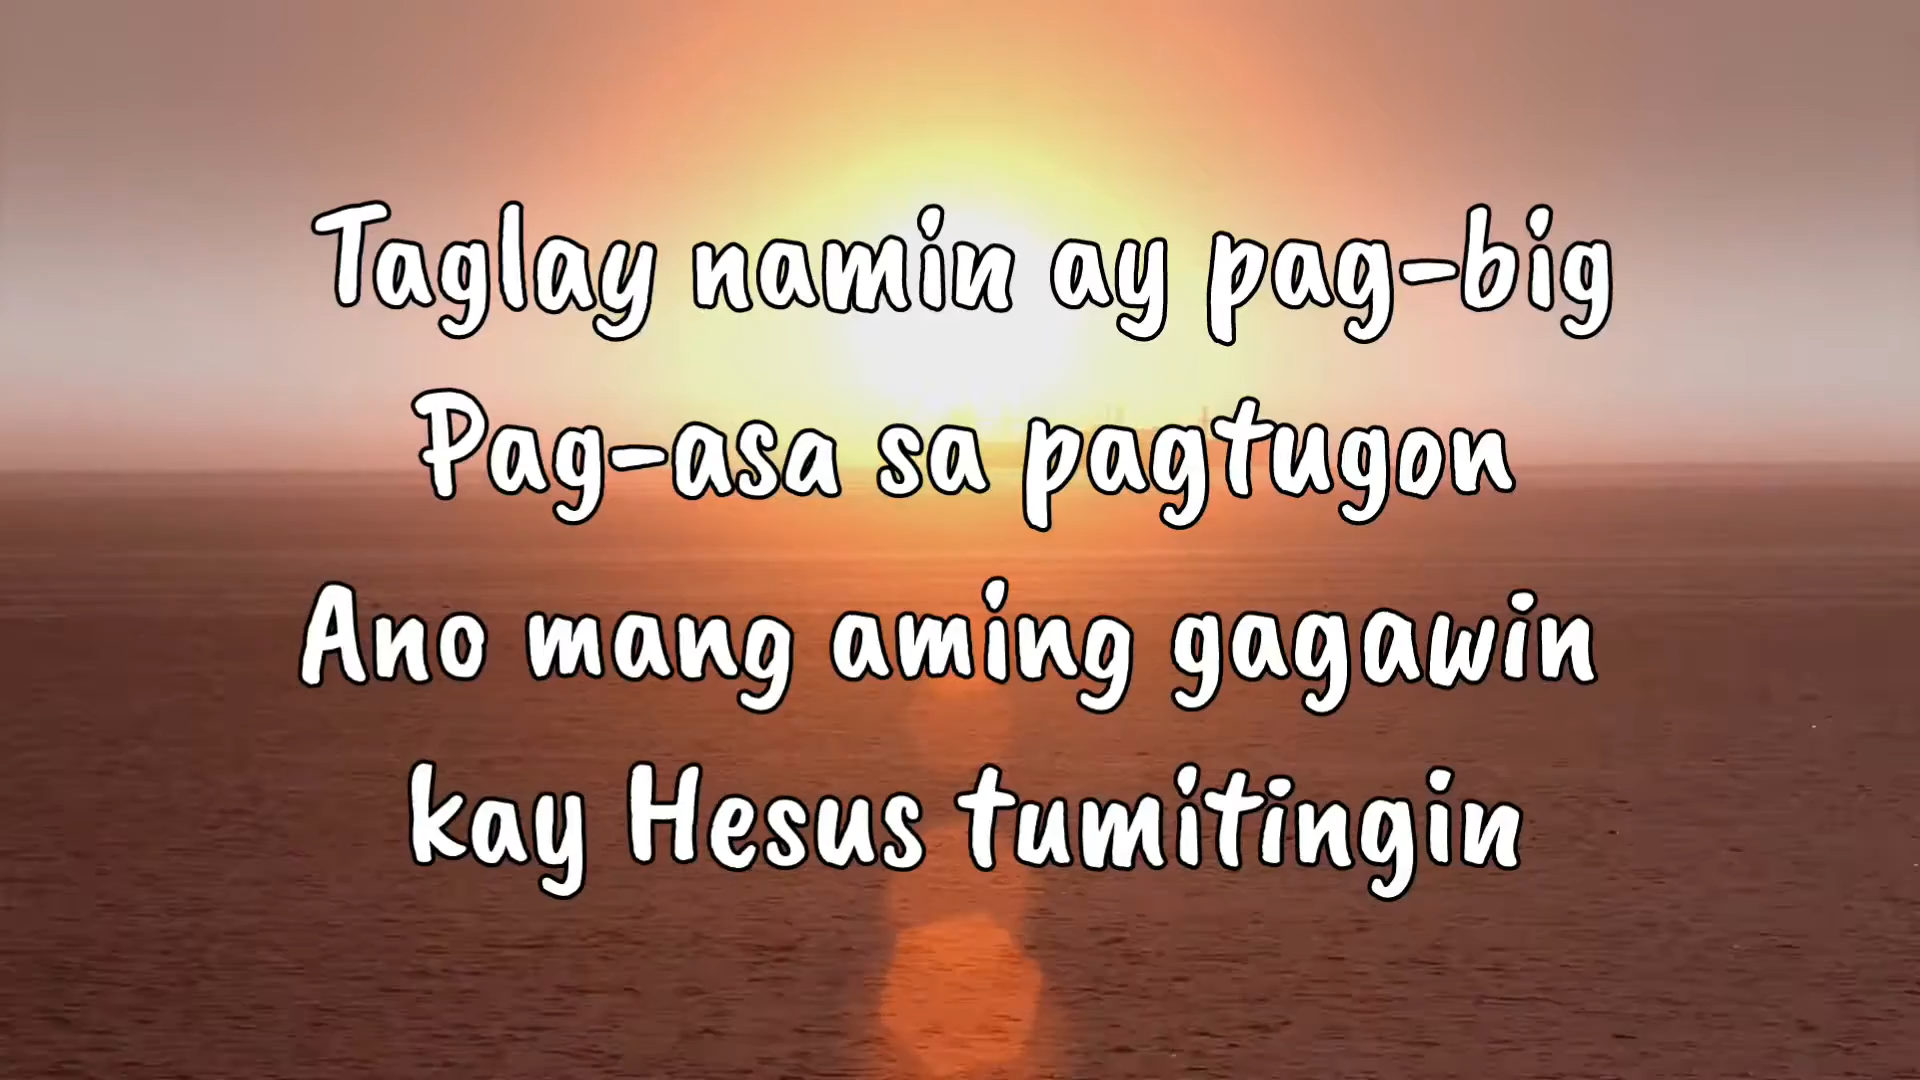 Taglay namin ay pag-big
Pag-asa sa pagtugon
Ano mang aming gagawin
kay Hesus tumitingin